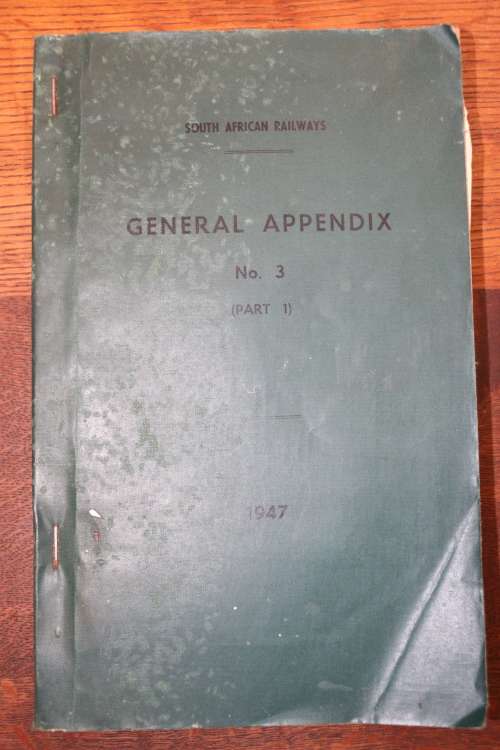 SOUTH AFRICAN RAILWAYS
GENERAL APPENDIX
No. 3
(PART 1)
1947